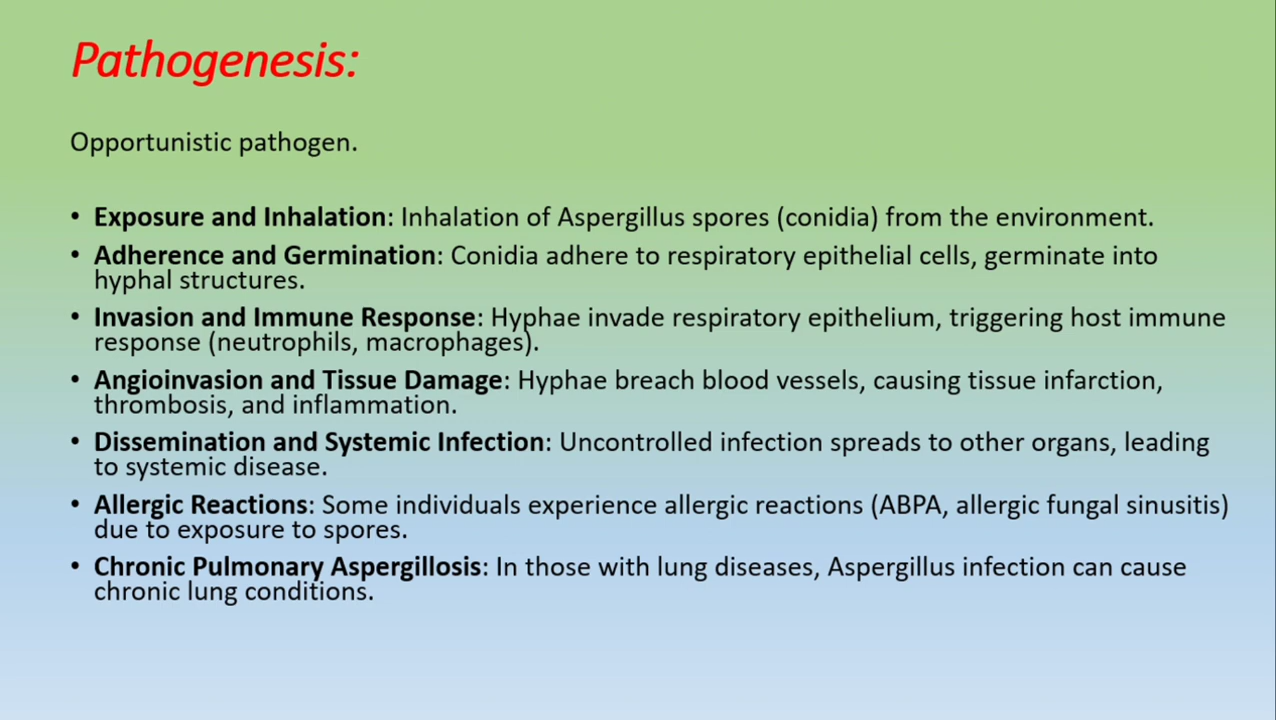 Pathogenesis:
Opportunistic pathogen.
• Exposure and Inhalation: Inhalation of Aspergillus spores (conidia) from the environment.
• Adherence and Germination: Conidia adhere to respiratory epithelial cells, germinate into
hyphal structures.
• Invasion and Immune Response: Hyphae invade respiratory epithelium, triggering host immune
response (neutrophils, macrophages).
• Angioinvasion and Tissue Damage: Hyphae breach blood vessels, causing tissue infarction,
thrombosis, and inflammation.
• Dissemination and Systemic Infection: Uncontrolled infection spreads to other organs, leading
to systemic disease.
• Allergic Reactions: Some individuals experience allergic reactions (ABPA, allergic fungal sinusitis)
due to exposure to spores.
• Chronic Pulmonary Aspergillosis: In those with lung diseases, Aspergillus infection can cause
chronic lung conditions.